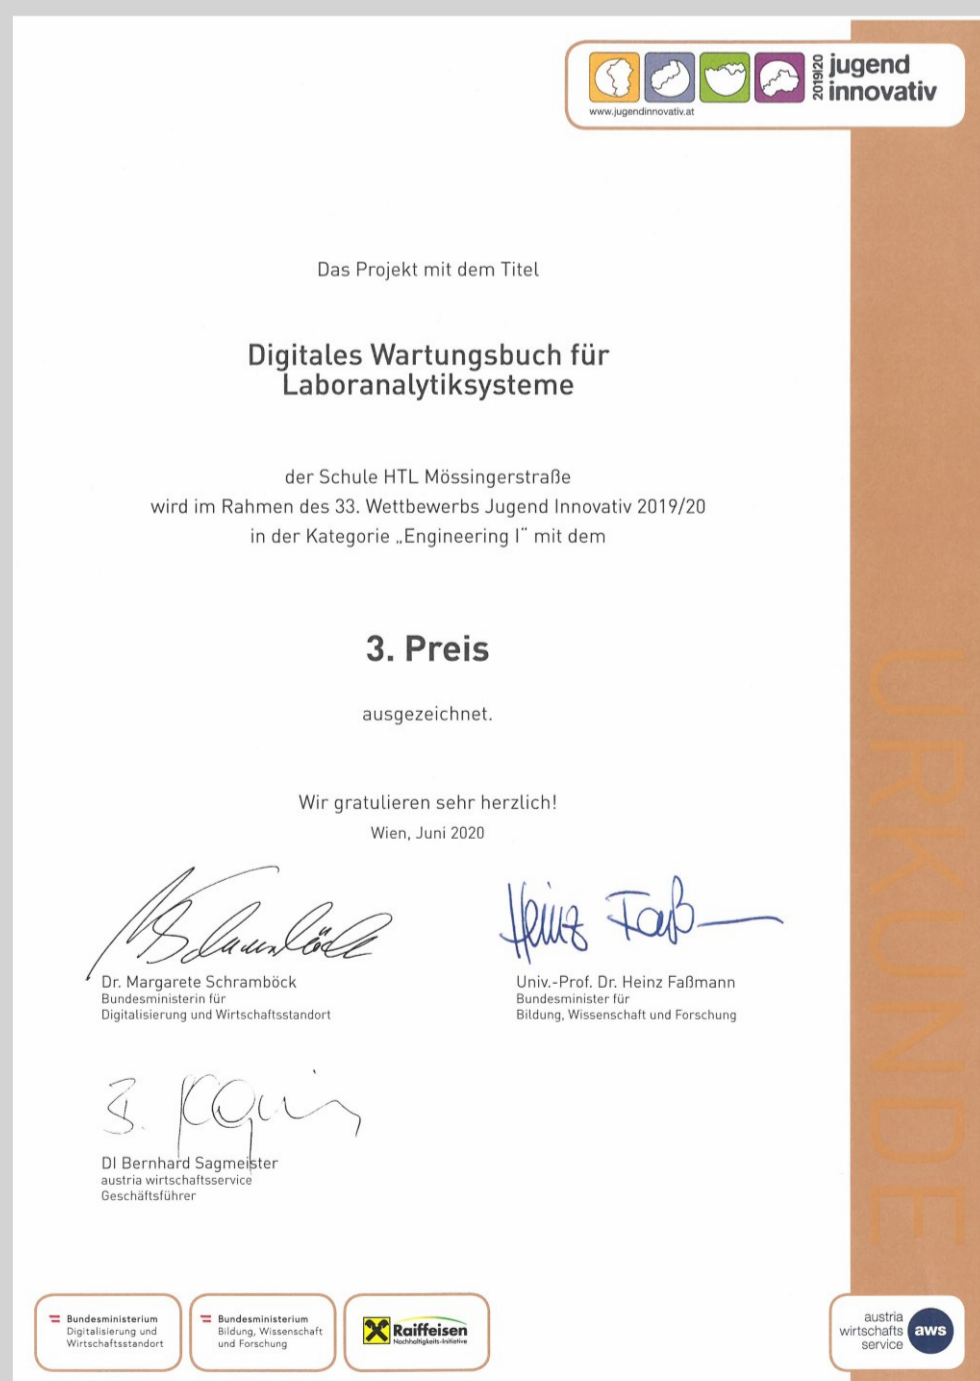 www.jugendinnovativ.at
2019/20
jugend
innovativ
Das Projekt mit dem Titel
Digitales Wartungsbuch für
Laboranalytiksysteme
der Schule HTL Mössingerstraße
wird im Rahmen des 33. Wettbewerbs Jugend Innovativ 2019/20
in der Kategorie „Engineering I" mit dem
3. Preis
ausgezeichnet.
Wir gratulieren sehr herzlich!
Wien, Juni 2020
Heinz Faß
Dr. Margarete Schramböck
Bundesministerin für
Digitalisierung und Wirtschaftsstandort
Univ.-Prof. Dr. Heinz Faßmann
Bundesminister für
Bildung, Wissenschaft und Forschung
DI Bernhard Sagmeister
austria wirtschaftsservice
Geschäftsführer
URKUNDE
Bundesministerium
Digitalisierung und
Wirtschaftsstandort
Bundesministerium
Bildung, Wissenschaft
und Forschung
Raiffeisen
Nachhaltigkeits-Initiative
austria
wirtschafts
service
aws